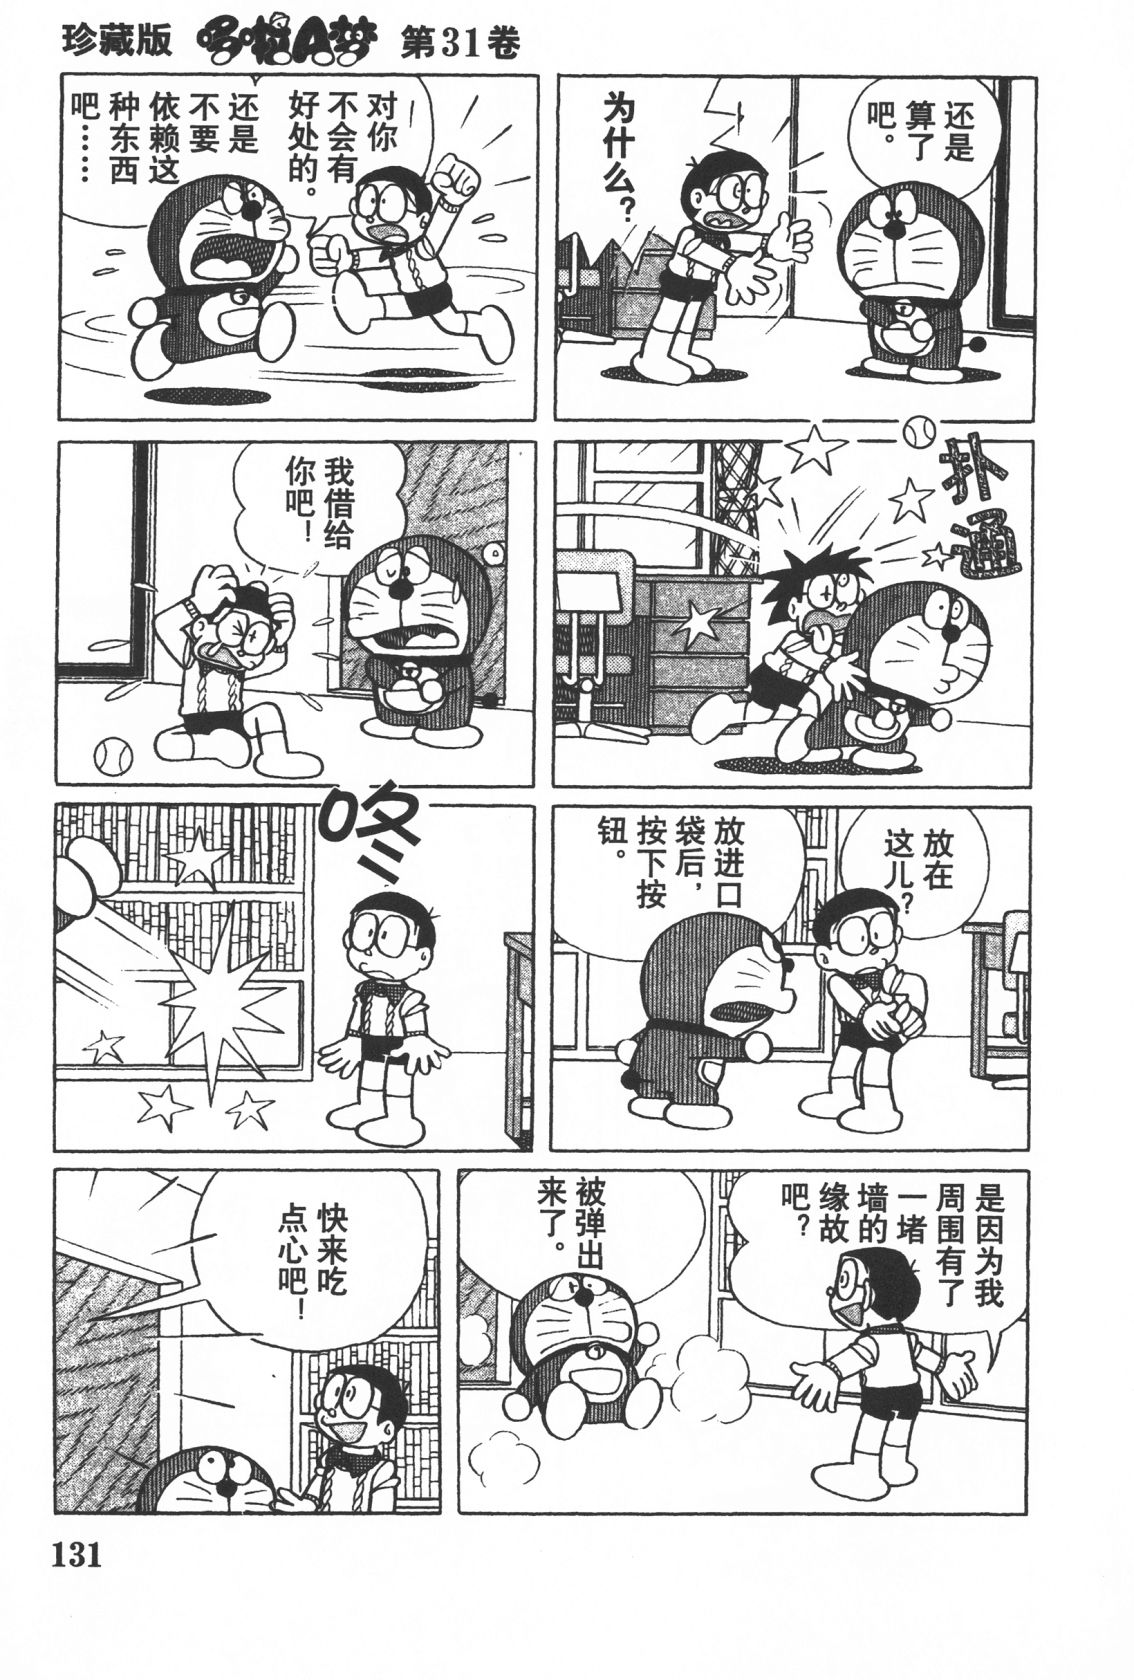 珍藏版 哆啦A梦 第31卷
还是
算了
吧。
为什么？
对你
不会有
好处的。
还是
不要
依赖这
种东西
吧……
扑通
我借给
你吧！
放在
这儿？
放进口
袋后，
按下按
钮。
咚
是因为我
周围有了
一堵
墙的
缘故
吧？
被弹出
来了。
快来吃
点心吧！
131